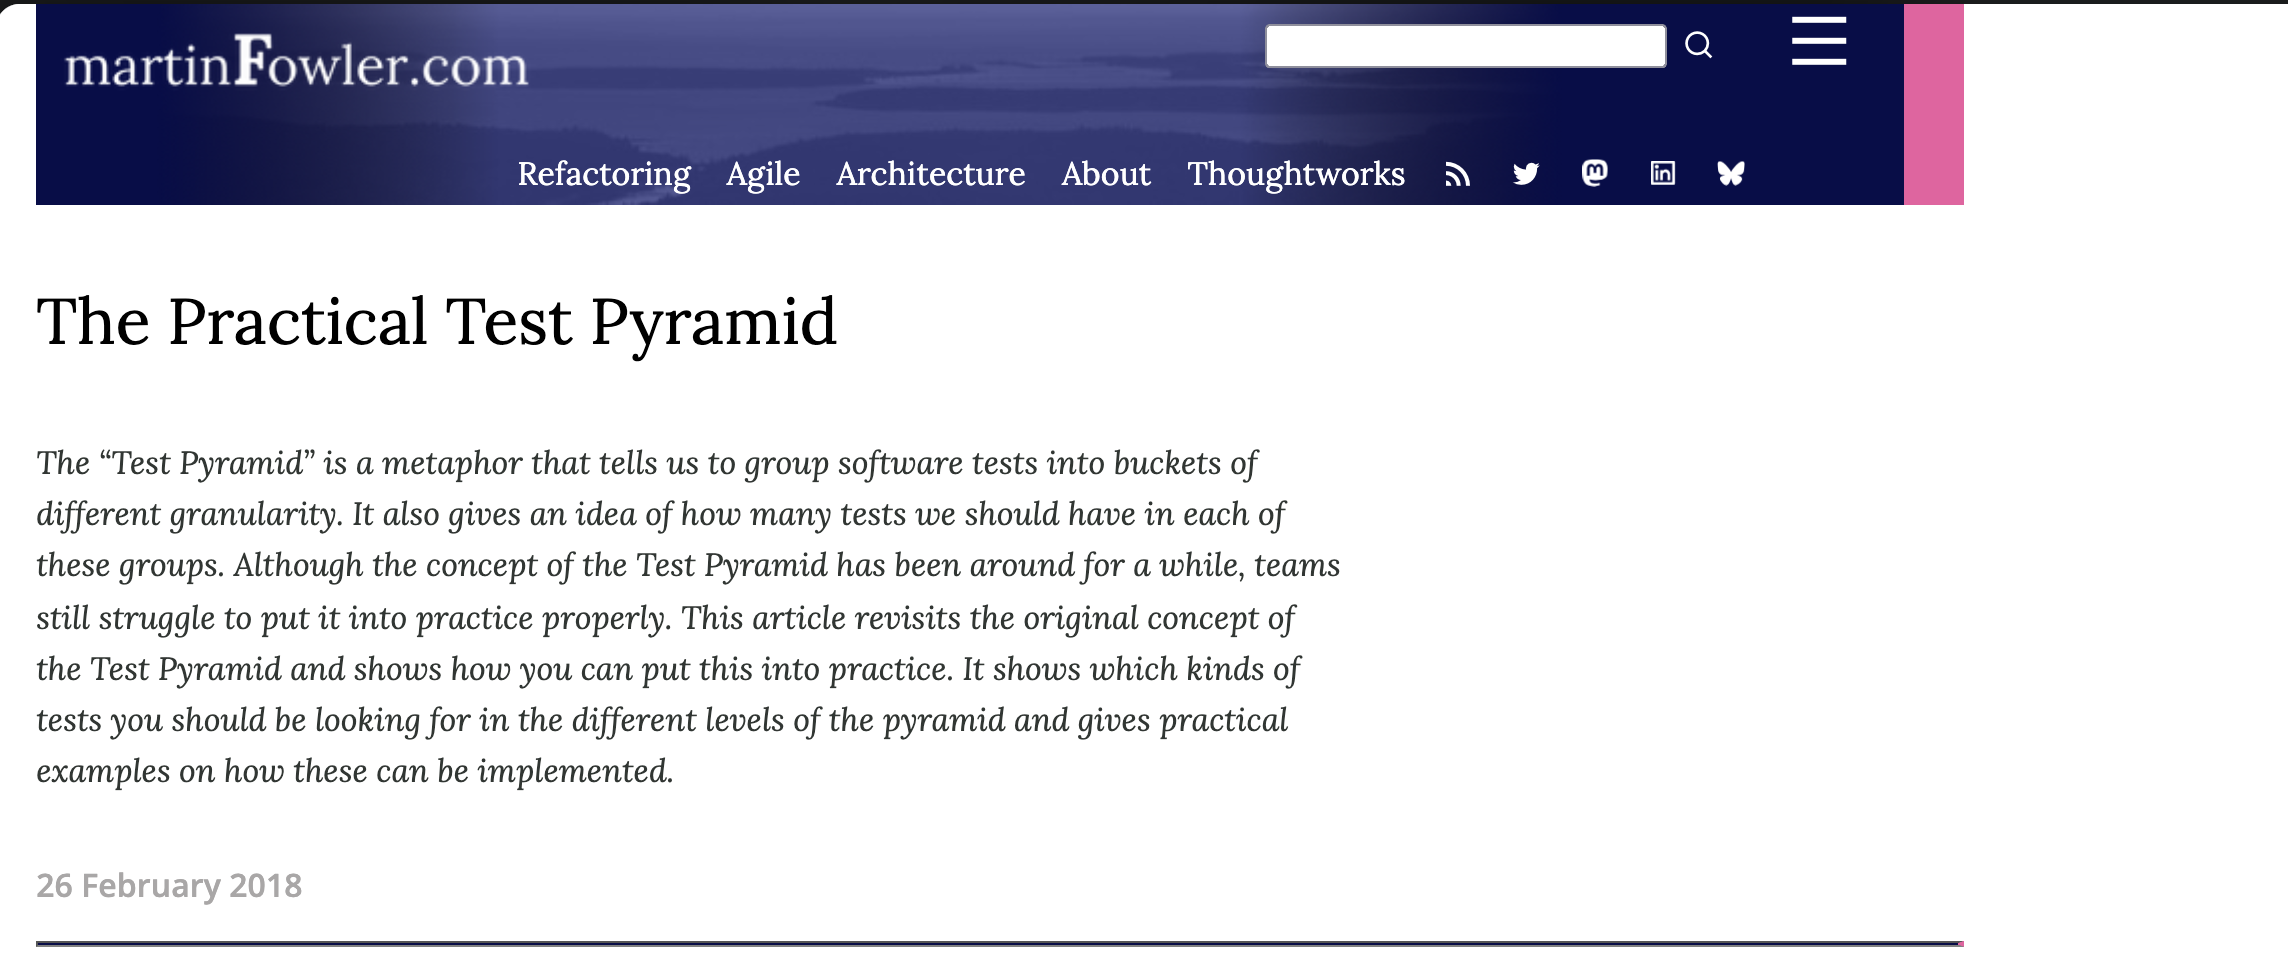 martinFowler.com
Refactoring Agile Architecture About Thoughtworks
The Practical Test Pyramid
The “Test Pyramid” is a metaphor that tells us to group software tests into buckets of
different granularity. It also gives an idea of how many tests we should have in each of
these groups. Although the concept of the Test Pyramid has been around for a while, teams
still struggle to put it into practice properly. This article revisits the original concept of
the Test Pyramid and shows how you can put this into practice. It shows which kinds of
tests you should be looking for in the different levels of the pyramid and gives practical
examples on how these can be implemented.
26 February 2018